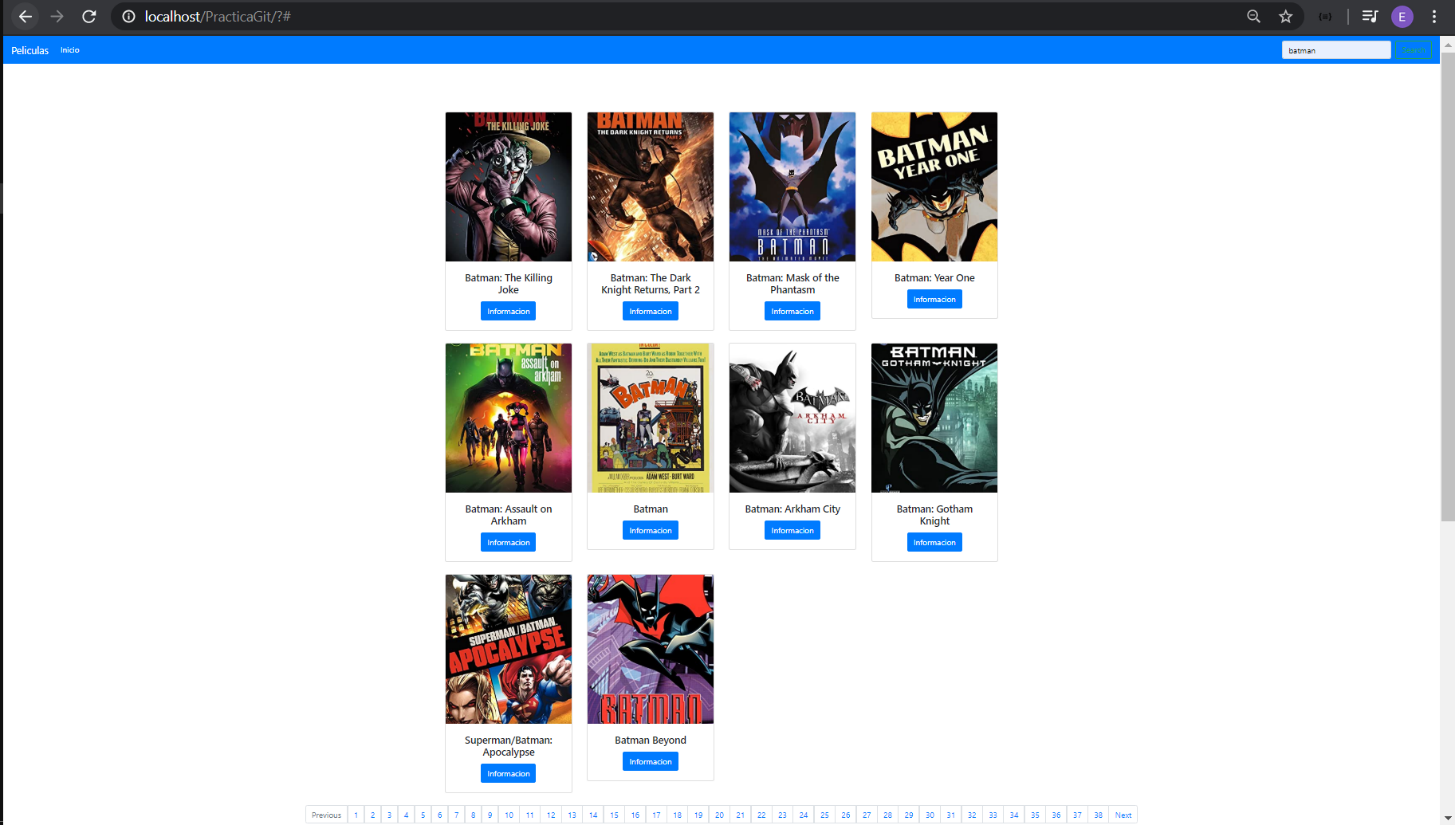 localhost/PracticaGit/?#
E
Peliculas Inicio batman Search
BATMAN
THE KILLING JOKE
BATMAN
THE DARK KNIGHT RETURNS
PART 2
MASK OF THE PHANTASM
BATMAN
THE ANIMATED MOVIE
BATMAN
YEAR ONE
Batman: The Killing
Joke
Informacion
Batman: The Dark
Knight Returns, Part 2
Informacion
Batman: Mask of the
Phantasm
Informacion
Batman: Year One
Informacion
BATMAN
assault on
arkham
BATMAN
ADAM WEST · BURT WARD
BATMAN
ARKHAM
CITY
BATMAN
GOTHAM KNIGHT
Batman: Assault on
Arkham
Informacion
Batman
Informacion
Batman: Arkham City
Informacion
Batman: Gotham
Knight
Informacion
SUPERMAN/BATMAN
APOCALYPSE
BATMAN
Superman/Batman:
Apocalypse
Informacion
Batman Beyond
Informacion
Previous 1 2 3 4 5 6 7 8 9 10 11 12 13 14 15 16 17 18 19 20 21 22 23 24 25 26 27 28 29 30 31 32 33 34 35 36 37 38 Next